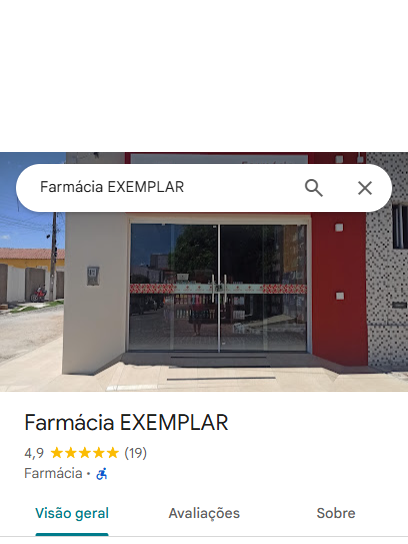 Farmácia EXEMPLAR
Farmácia EXEMPLAR
4,9 (19)
Farmácia ·
Visão geral
Avaliações
Sobre